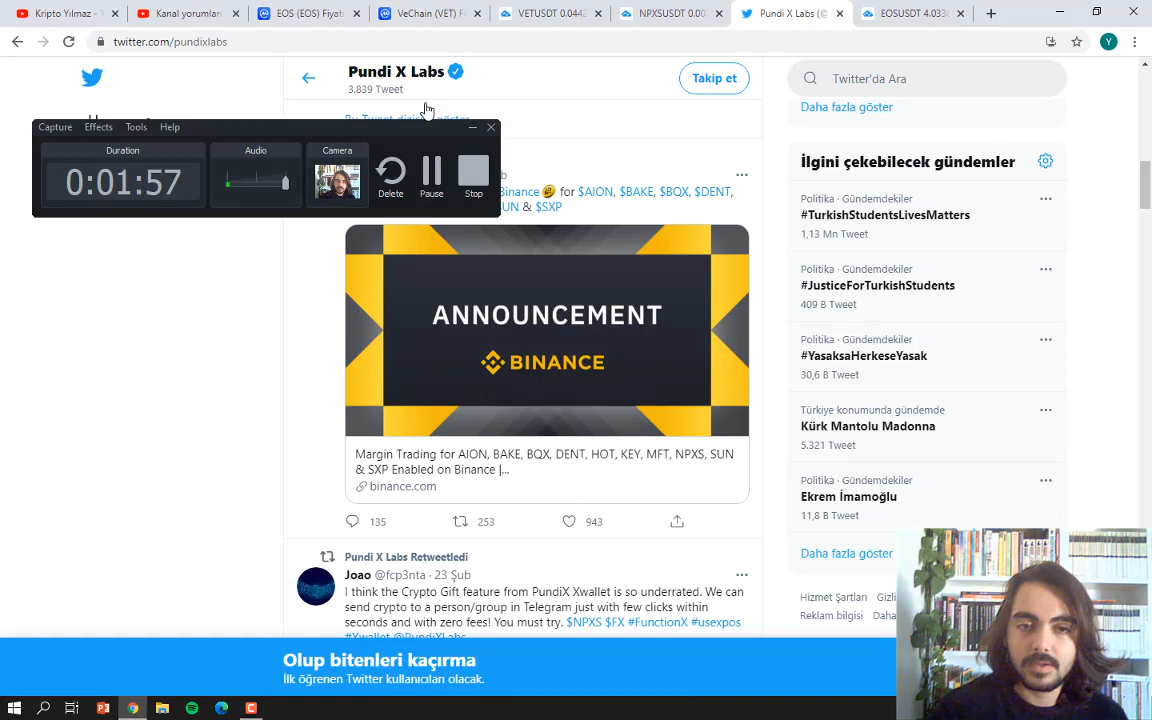 Kripto Yılmaz - Y
Kanal yorumları
EOS (EOS) Fiyatı
VeChain (VET) F
VETUSDT 0.0442
NPXSUSDT 0.00
Pundi X Labs (@
EOSUSDT 4.0338
twitter.com/pundixlabs
Y
Pundi X Labs
3.839 Tweet
Takip et
Twitter'da Ara
Daha fazla göster
Capture Effects Tools Help
Duration
0:01:57
Audio
Camera
Delete
Pause
Stop
Binance for $AION, $BAKE, $BQX, $DENT,
& $SXP
ANNOUNCEMENT
BINANCE
Margin Trading for AION, BAKE, BQX, DENT, HOT, KEY, MFT, NPXS, SUN
& SXP Enabled on Binance |...
binance.com
135
253
943
Pundi X Labs Retweetledi
Joao @fcp3nta · 23 Şub
I think the Crypto Gift feature from PundiX Xwallet is so underrated. We can
send crypto to a person/group in Telegram just with few clicks within
seconds and with zero fees! You must try. $NPXS $FX #FunctionX #usexpos
#Xwallet @PundiXLabs
İlgini çekebilecek gündemler
Politika · Gündemdekiler
#TurkishStudentsLivesMatters
1,13 Mn Tweet
Politika · Gündemdekiler
#JusticeForTurkishStudents
409 B Tweet
Politika · Gündemdekiler
#YasaksaHerkeseYasak
30,6 B Tweet
Türkiye konumunda gündemde
Kürk Mantolu Madonna
5.321 Tweet
Politika · Gündemdekiler
Ekrem İmamoğlu
11,8 B Tweet
Daha fazla göster
Hizmet Şartları Gizli
Reklam bilgisi Daha
Olup bitenleri kaçırma
İlk öğrenen Twitter kullanıcıları olacak.